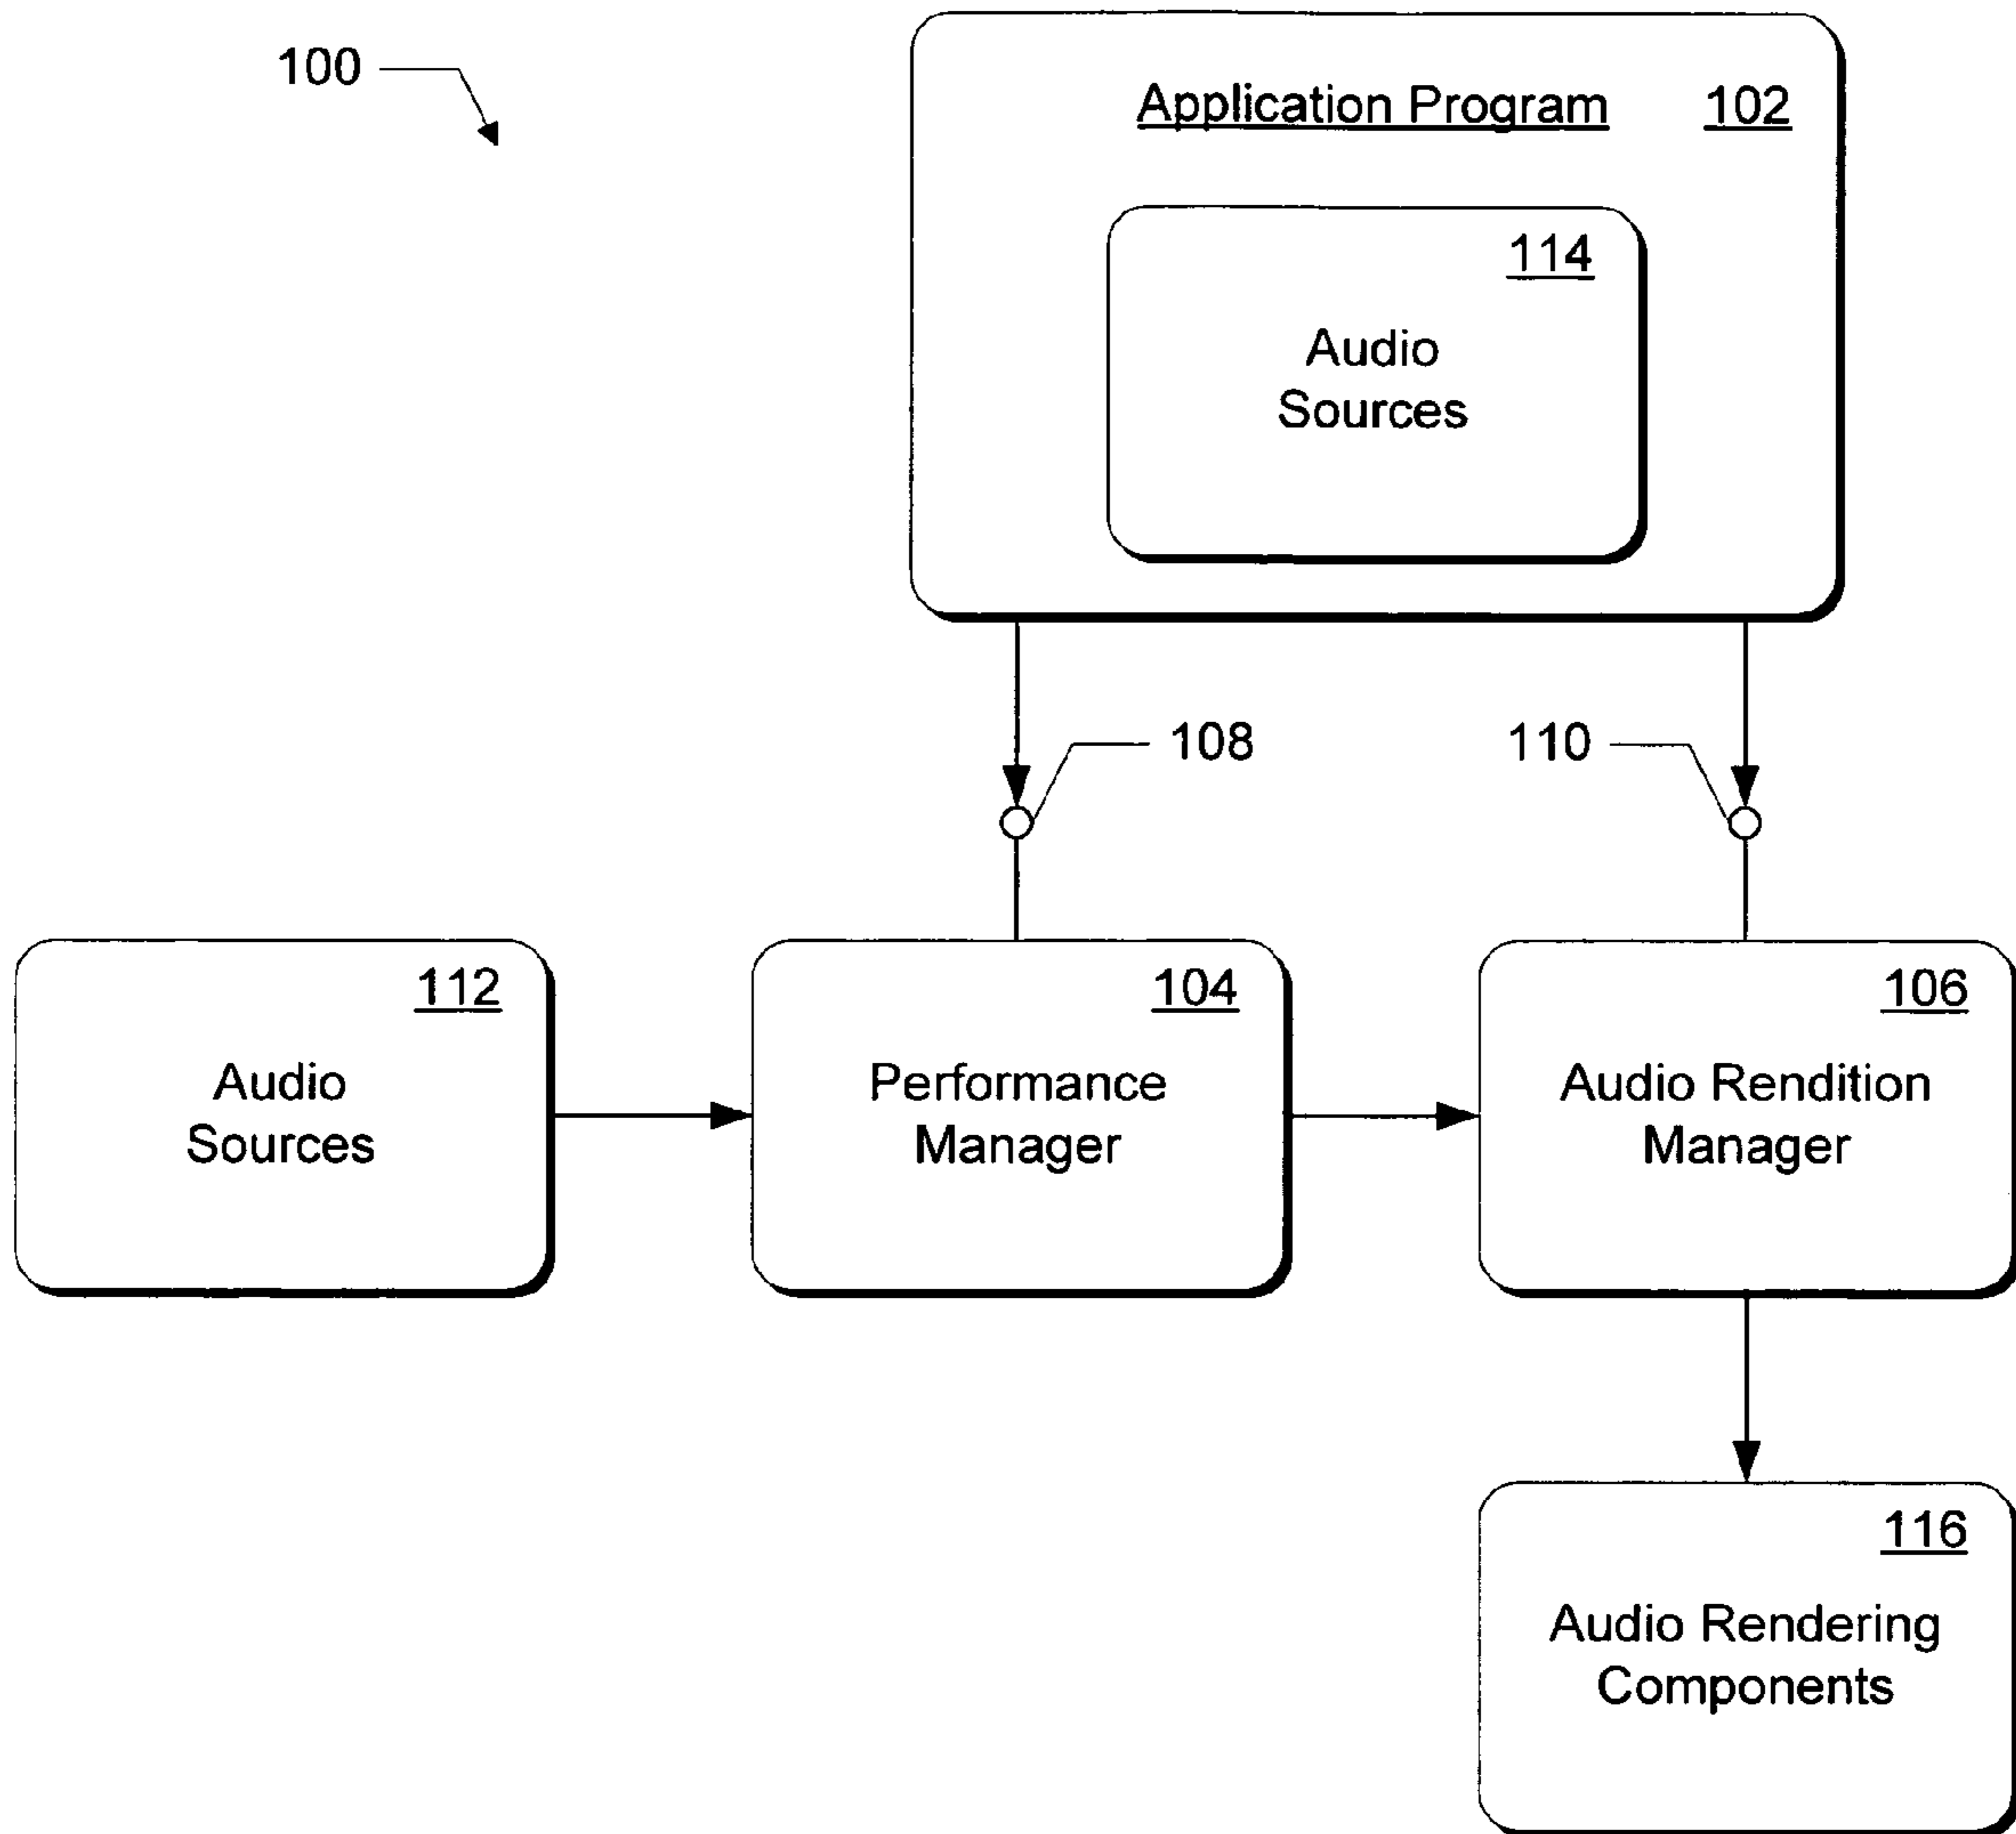 100
Application Program 102
114
Audio
Sources
108
110
112
Audio
Sources
104
Performance
Manager
106
Audio Rendition
Manager
116
Audio Rendering
Components